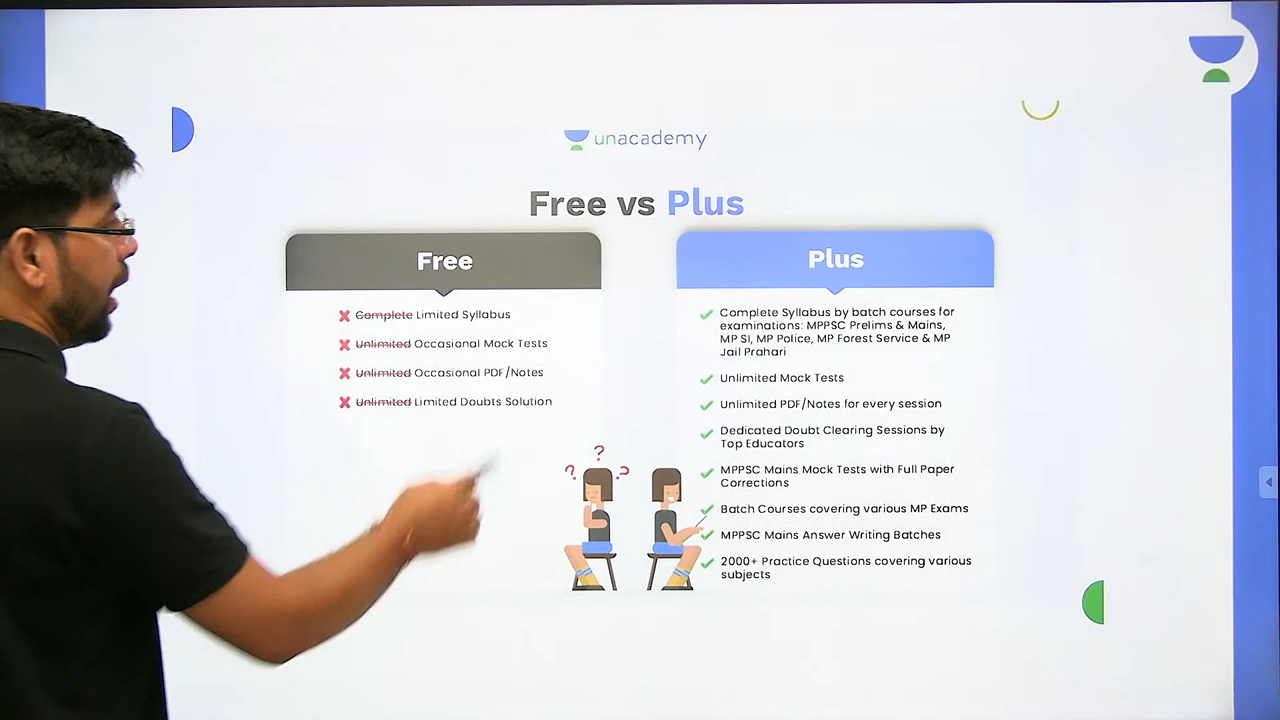 unacademy
Free vs Plus
Free
Complete Limited Syllabus
Unlimited Occasional Mock Tests
Unlimited Occasional PDF/Notes
Unlimited Limited Doubts Solution
? ? ?
Plus
Complete Syllabus by batch courses for
examinations: MPPSC Prelims & Mains,
MP SI, MP Police, MP Forest Service & MP
Jail Prahari
Unlimited Mock Tests
Unlimited PDF/Notes for every session
Dedicated Doubt Clearing Sessions by
Top Educators
MPPSC Mains Mock Tests with Full Paper
Corrections
Batch Courses covering various MP Exams
MPPSC Mains Answer Writing Batches
2000+ Practice Questions covering various
subjects